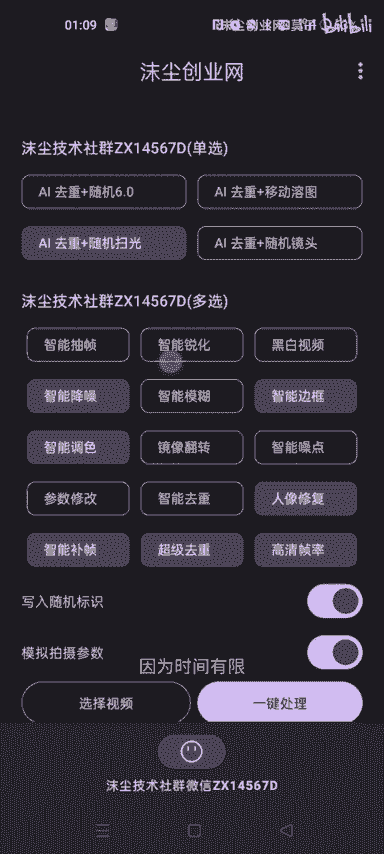 01:09
bilibili
沫尘创业网
沫尘技术社群ZX14567D(单选)
AI 去重+随机6.0 AI 去重+移动溶图
AI 去重+随机扫光 AI 去重+随机镜头
沫尘技术社群ZX14567D(多选)
智能抽帧 智能锐化 黑白视频
智能降噪 智能模糊 智能边框
智能调色 镜像翻转 智能噪点
参数修改 智能去重 人像修复
智能补帧 超级去重 高清帧率
写入随机标识
模拟拍摄参数
因为时间有限
选择视频 一键处理
沫尘技术社群微信ZX14567D